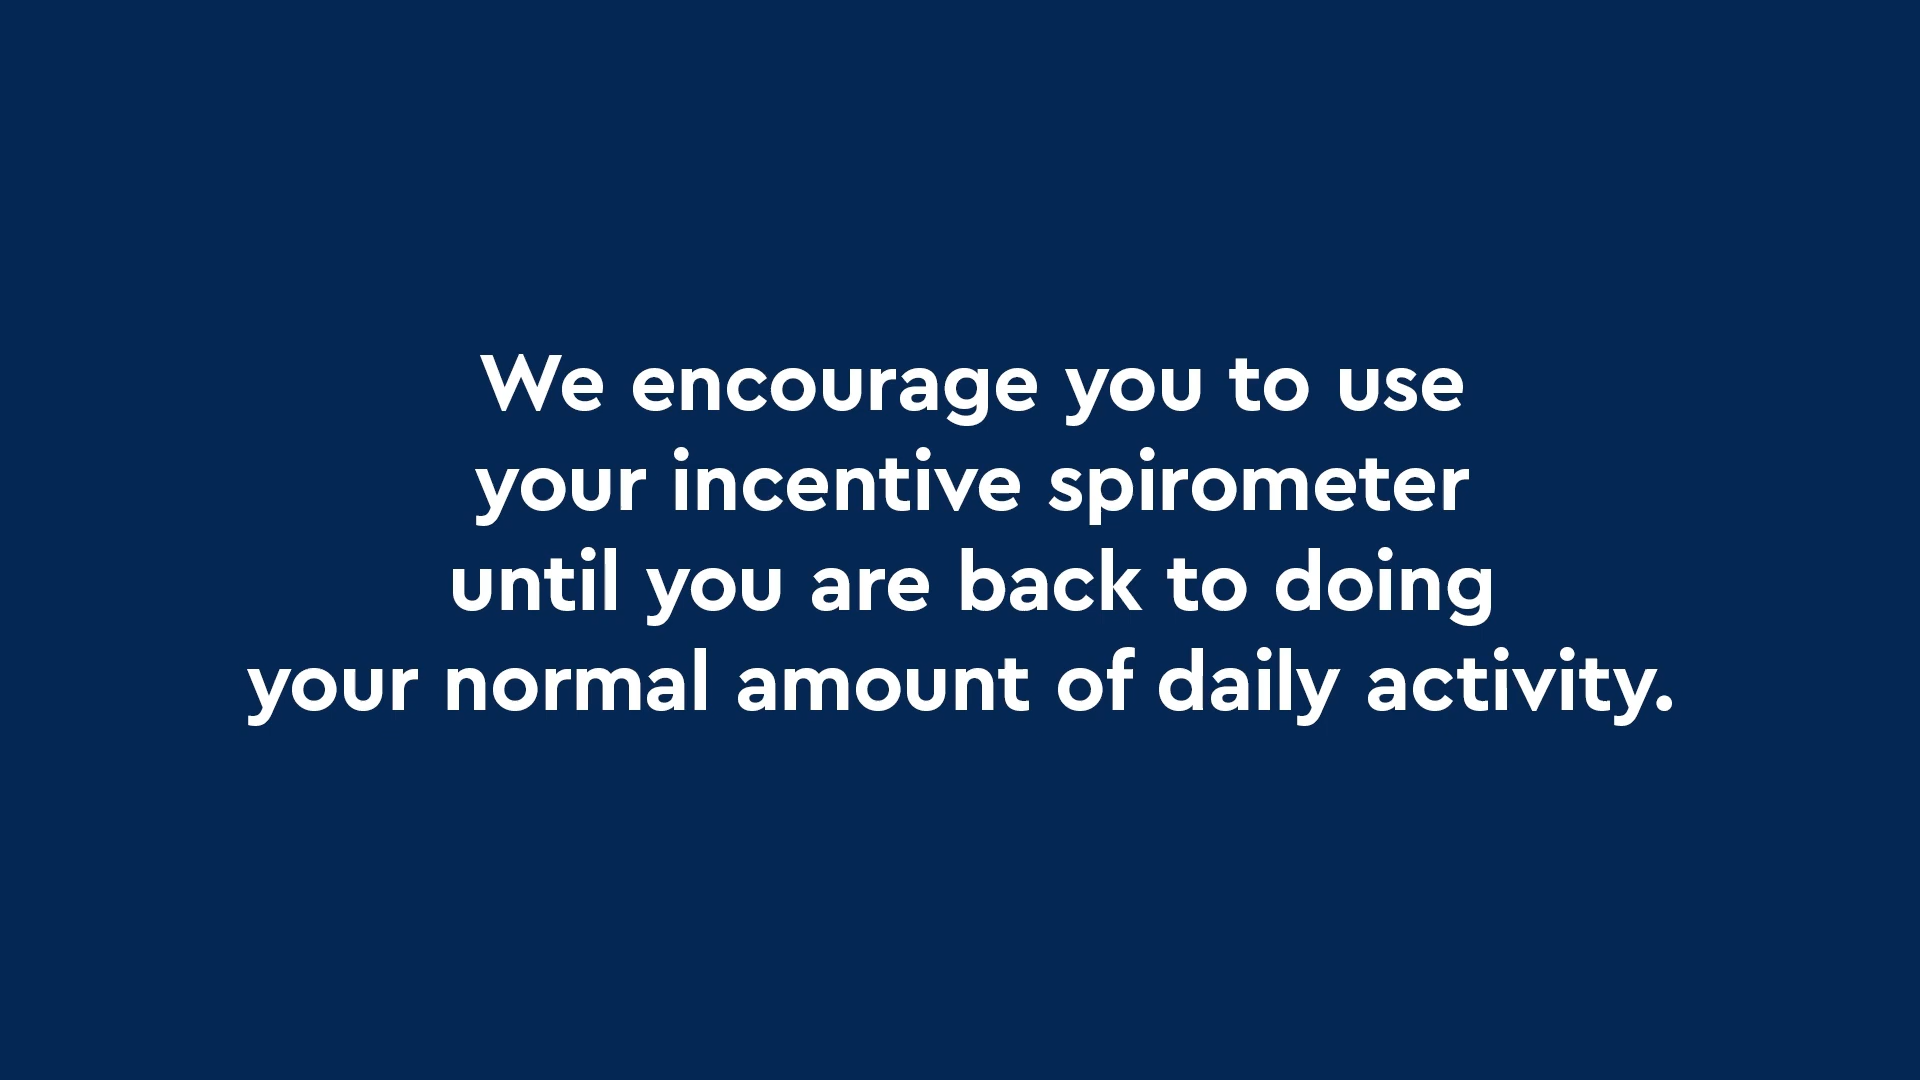 We encourage you to use
your incentive spirometer
until you are back to doing
your normal amount of daily activity.